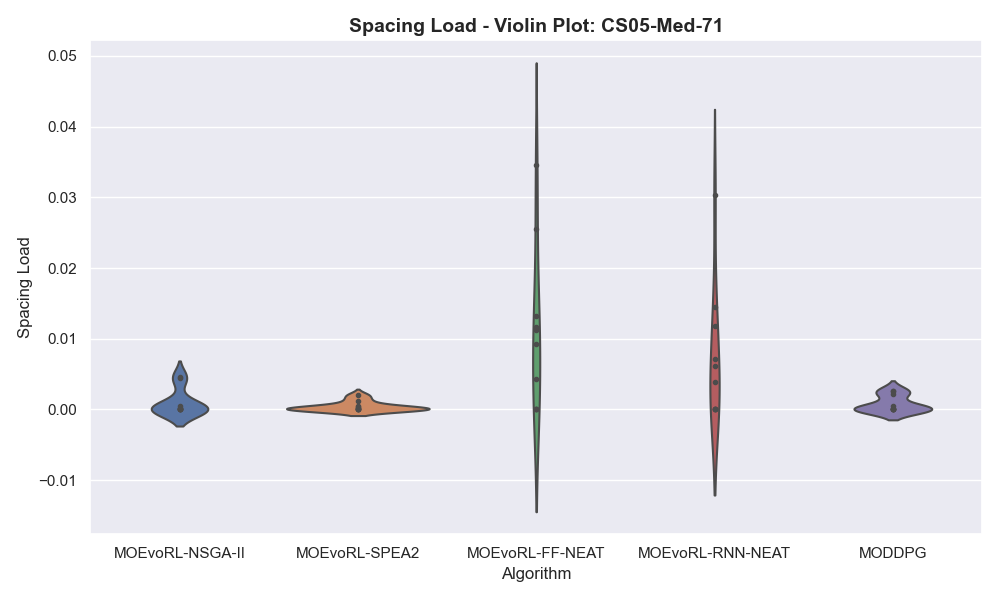 Spacing Load - Violin Plot: CS05-Med-71
0.05
0.04
0.03
0.02
0.01
0.00
−0.01
Spacing Load
MOEvoRL-NSGA-II
MOEvoRL-SPEA2
MOEvoRL-FF-NEAT
MOEvoRL-RNN-NEAT
MODDPG
Algorithm